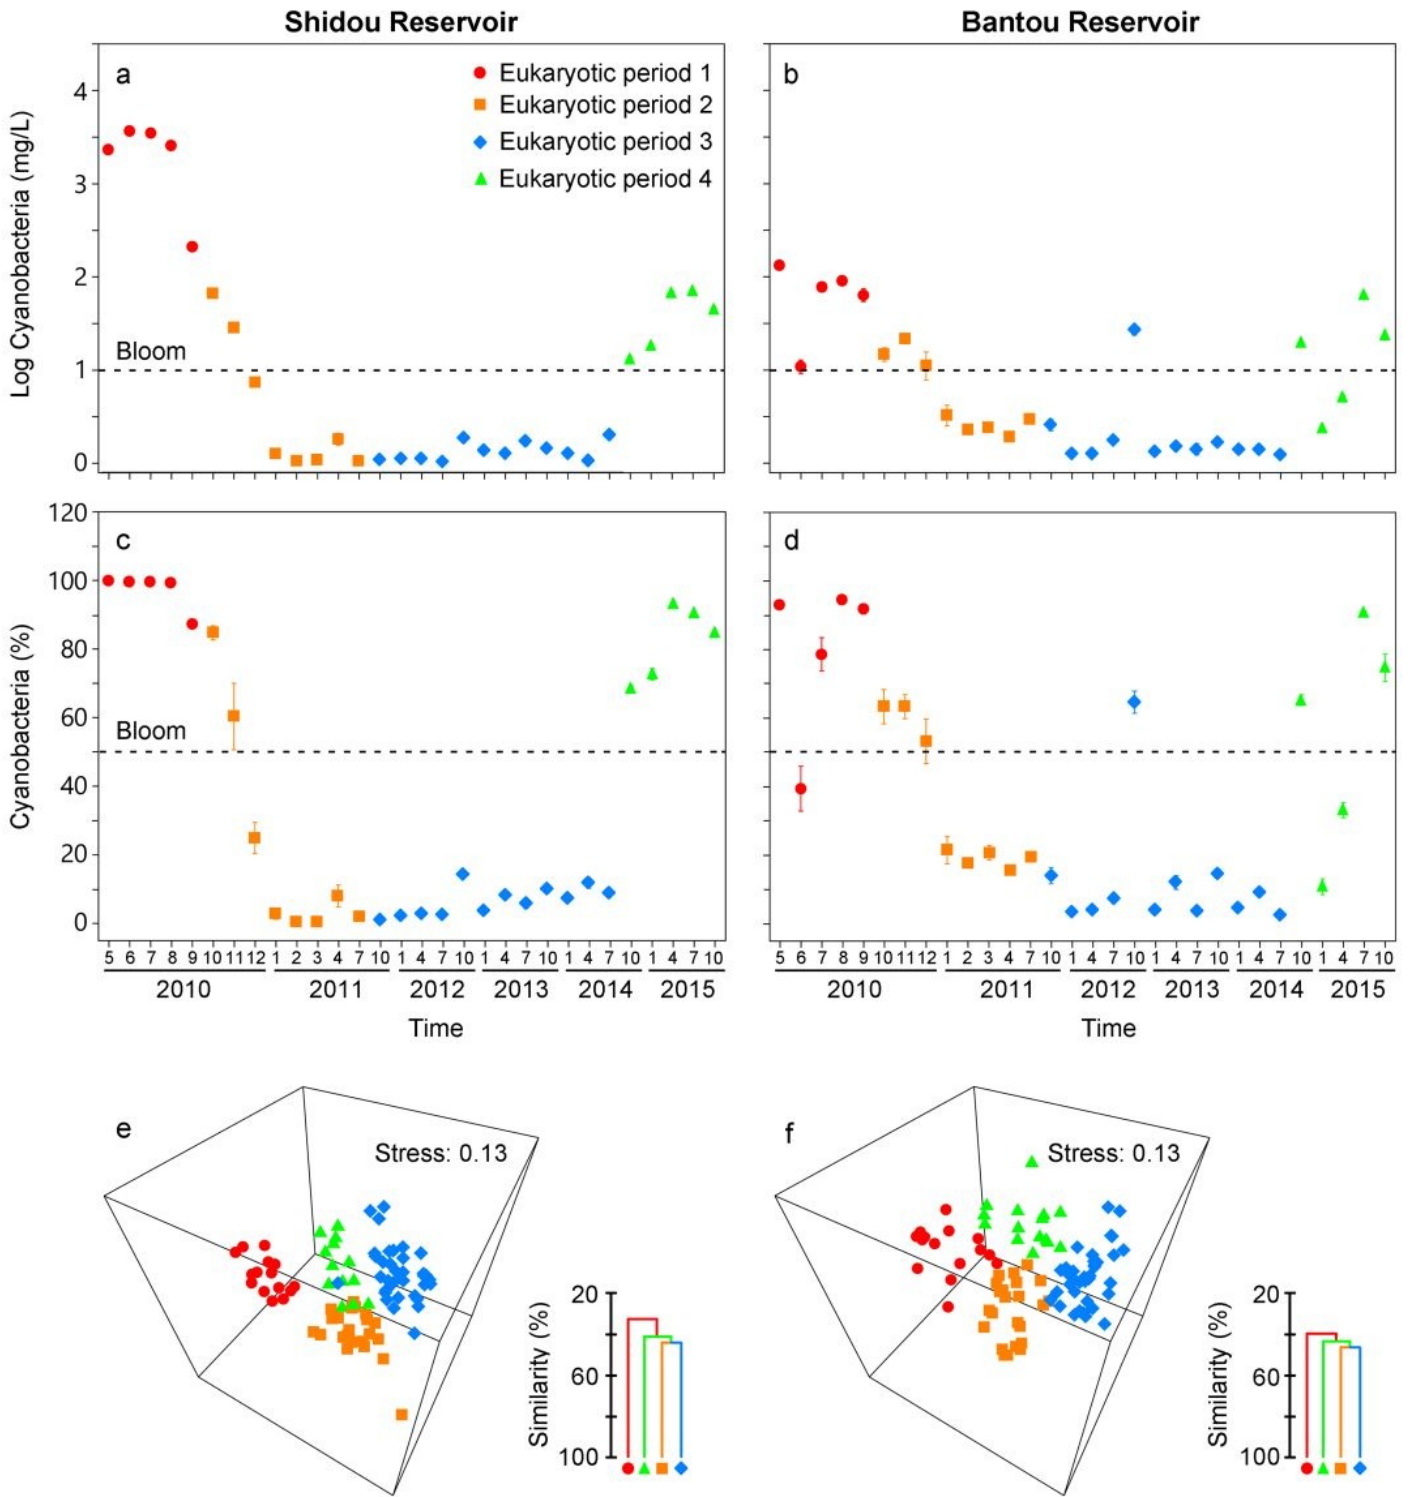 Shidou Reservoir
Bantou Reservoir
a
Eukaryotic period 1
Eukaryotic period 2
Eukaryotic period 3
Eukaryotic period 4
b
Log Cyanobacteria (mg/L)
4
3
2
1
0
Bloom
c
d
Cyanobacteria (%)
120
100
80
60
40
20
0
Bloom
5 6 7 8 9 10 11 12 1 2 3 4 7 10 1 4 7 10 1 4 7 10 1 4 7 10 1 4 7 10
2010 2011 2012 2013 2014 2015
Time
5 6 7 8 9 10 11 12 1 2 3 4 7 10 1 4 7 10 1 4 7 10 1 4 7 10 1 4 7 10
2010 2011 2012 2013 2014 2015
Time
e
Stress: 0.13
Similarity (%)
20
60
100
f
Stress: 0.13
Similarity (%)
20
60
100